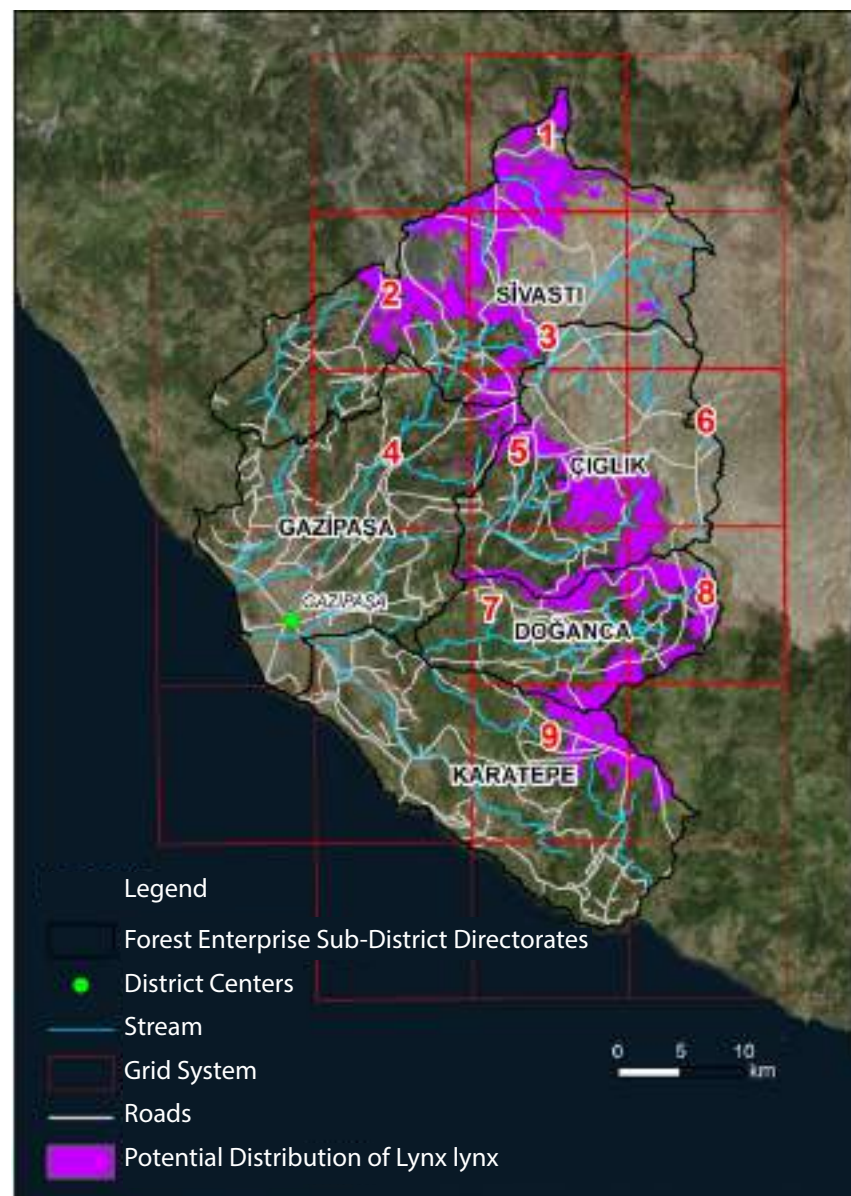 1
2
SİVASTI
3
6
4
5
ÇIGLIK
GAZİPAŞA
GAZİPAŞA
8
7
DOĞANCA
9
KARATEPE
Legend
Forest Enterprise Sub-District Directorates
District Centers
Stream
Grid System
Roads
Potential Distribution of Lynx lynx
0 5 10
km